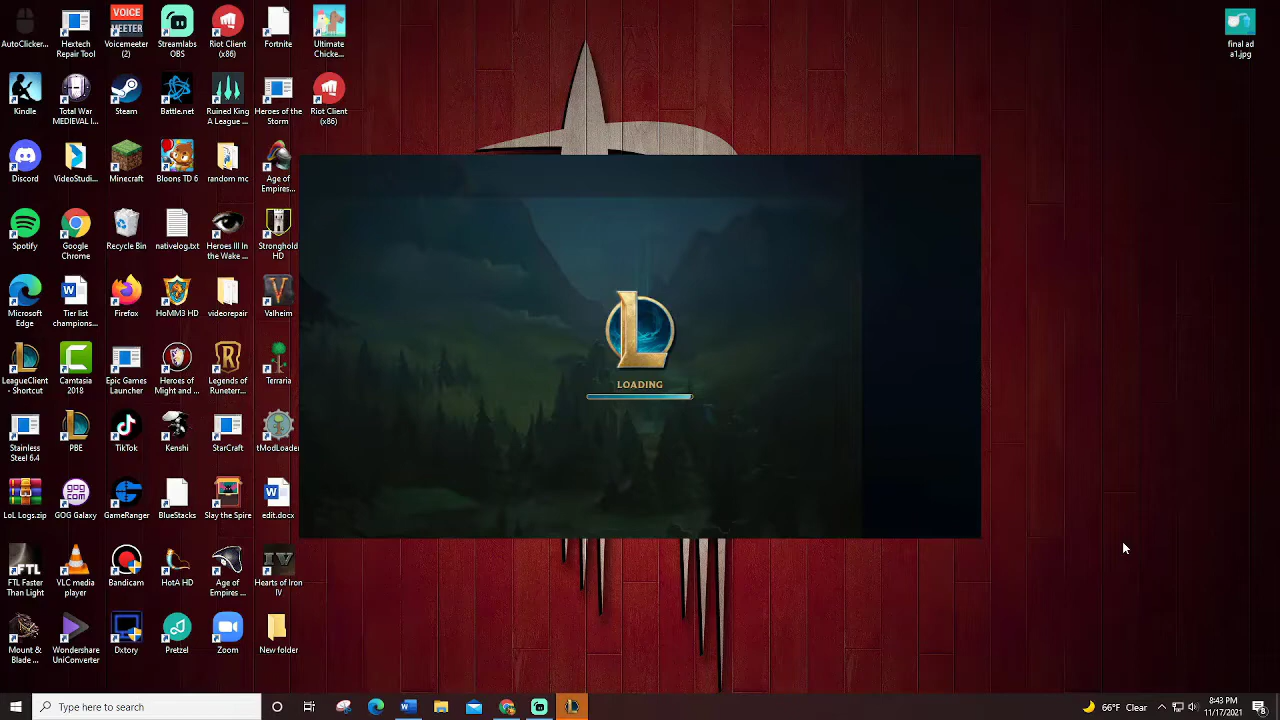 AutoClicker...
Hextech
Repair Tool
VOICE
MEETER
Voicemeeter
(2)
Streamlabs
OBS
Riot Client
(x86)
Fortnite
Ultimate
Chicke...
final ad
a1.jpg
Kindle
Total War
MEDIEVAL I...
Steam
Battle.net
Ruined King
A League ...
Heroes of the
Storm
Riot Client
(x86)
Discord
VideoStudi...
Minecraft
Bloons TD 6
random mc
Age of
Empires...
Spotify
Google
Chrome
Recycle Bin
nativelog.txt
Heroes III In
the Wake ...
Stronghold
HD
Microsoft
Edge
Tier list
champions...
Firefox
HoMM3 HD
videorepair
Valheim
LeagueClient
- Shortcut
Camtasia
2018
Epic Games
Launcher
Heroes of
Might and ...
Legends of
Runeterr...
Terraria
LOADING
Stainless
Steel 6.4
PBE
TikTok
Kenshi
StarCraft
tModLoader
LoL Logs.zip
GOG
COM
GOG Galaxy
GameRanger
BlueStacks
Slay the Spire
edit.docx
FTL
FTL Faster
Than Light
VLC media
player
Bandicam
HotA HD
Age of
Empires ...
IV
Hearts of Iron
IV
Mount &
Blade ...
Wondershare
UniConverter
Dxtory
Pretzel
Zoom
New folder
Type here to search
66°F Clear
8:43 PM
11/17/2021